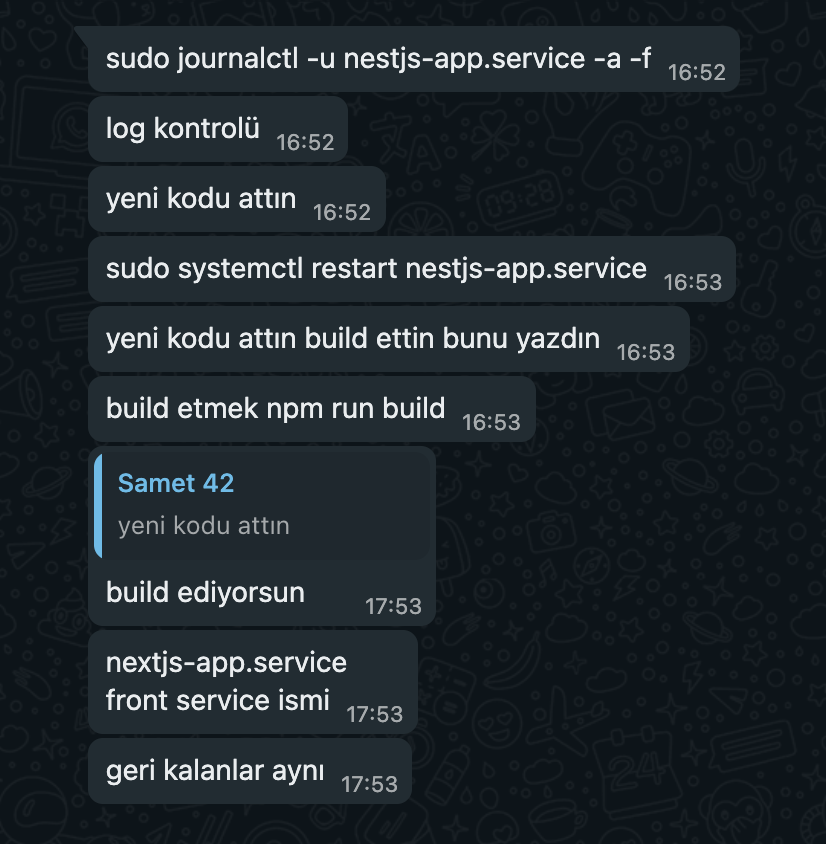 sudo journalctl -u nestjs-app.service -a -f 16:52
log kontrolü 16:52
yeni kodu attın 16:52
sudo systemctl restart nestjs-app.service 16:53
yeni kodu attın build ettin bunu yazdın 16:53
build etmek npm run build 16:53
Samet 42
yeni kodu attın
build ediyorsun 17:53
nextjs-app.service
front service ismi 17:53
geri kalanlar aynı 17:53